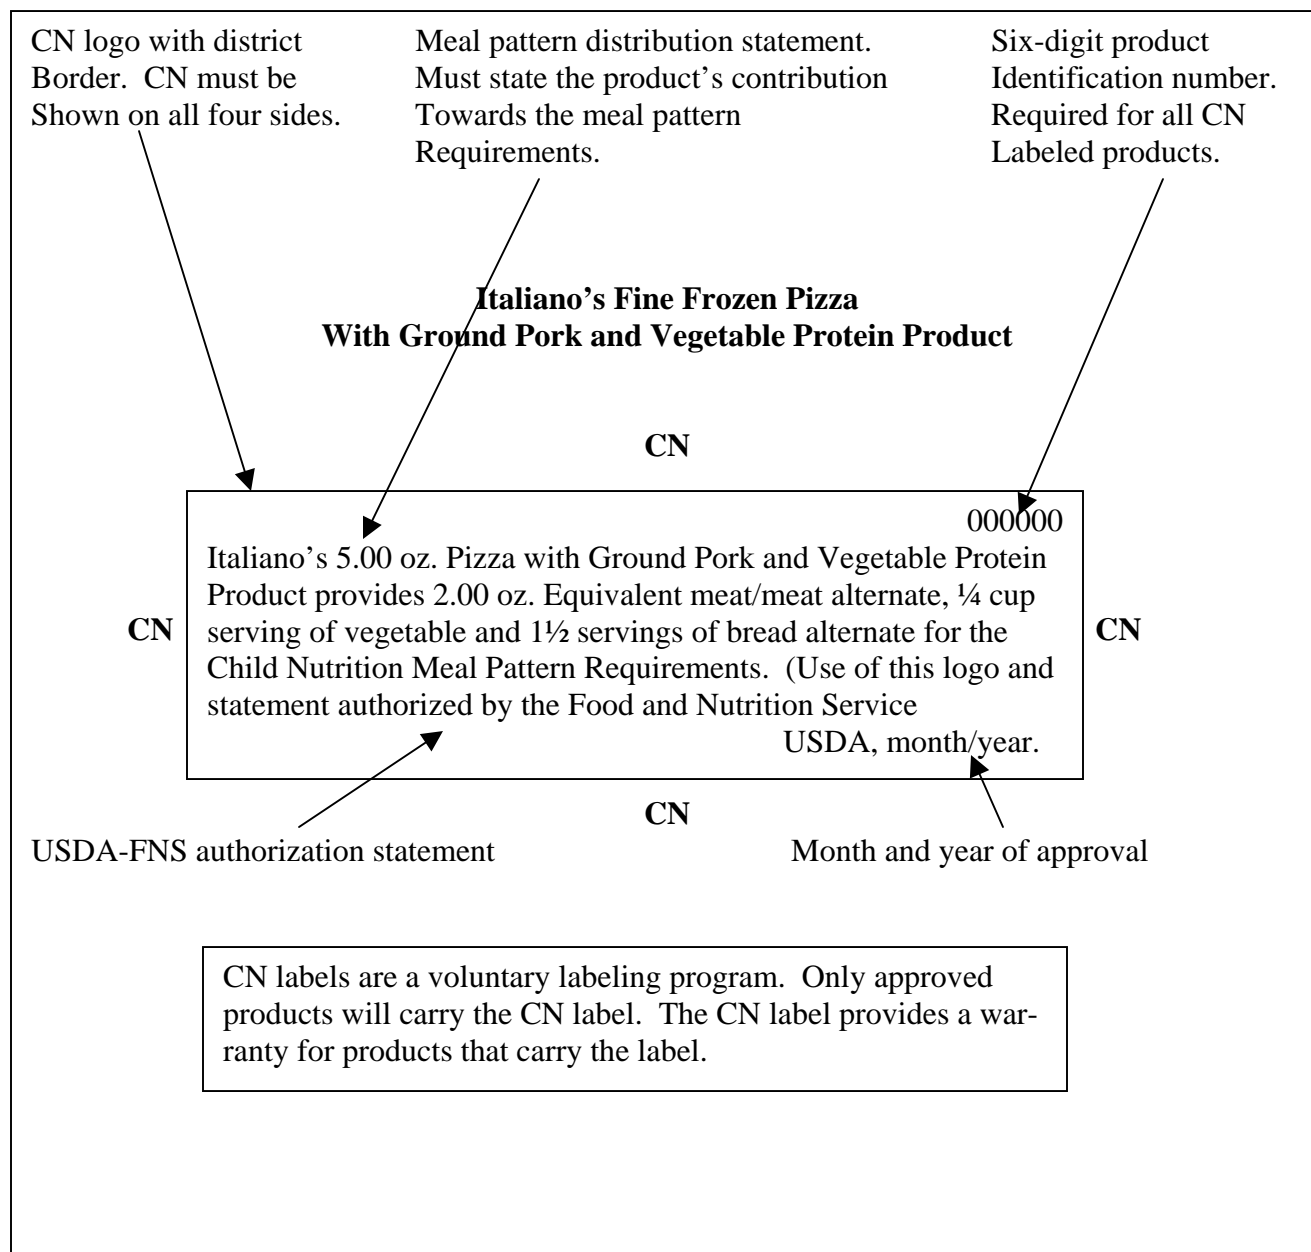 CN logo with district
Border. CN must be
Shown on all four sides.
Meal pattern distribution statement.
Must state the product’s contribution
Towards the meal pattern
Requirements.
Six-digit product
Identification number.
Required for all CN
Labeled products.
Italiano’s Fine Frozen Pizza
With Ground Pork and Vegetable Protein Product
CN
000000
Italiano’s 5.00 oz. Pizza with Ground Pork and Vegetable Protein
Product provides 2.00 oz. Equivalent meat/meat alternate, ¼ cup
serving of vegetable and 1½ servings of bread alternate for the
Child Nutrition Meal Pattern Requirements. (Use of this logo and
statement authorized by the Food and Nutrition Service
USDA, month/year.
CN
CN
CN
USDA-FNS authorization statement
Month and year of approval
CN labels are a voluntary labeling program. Only approved
products will carry the CN label. The CN label provides a war-
ranty for products that carry the label.